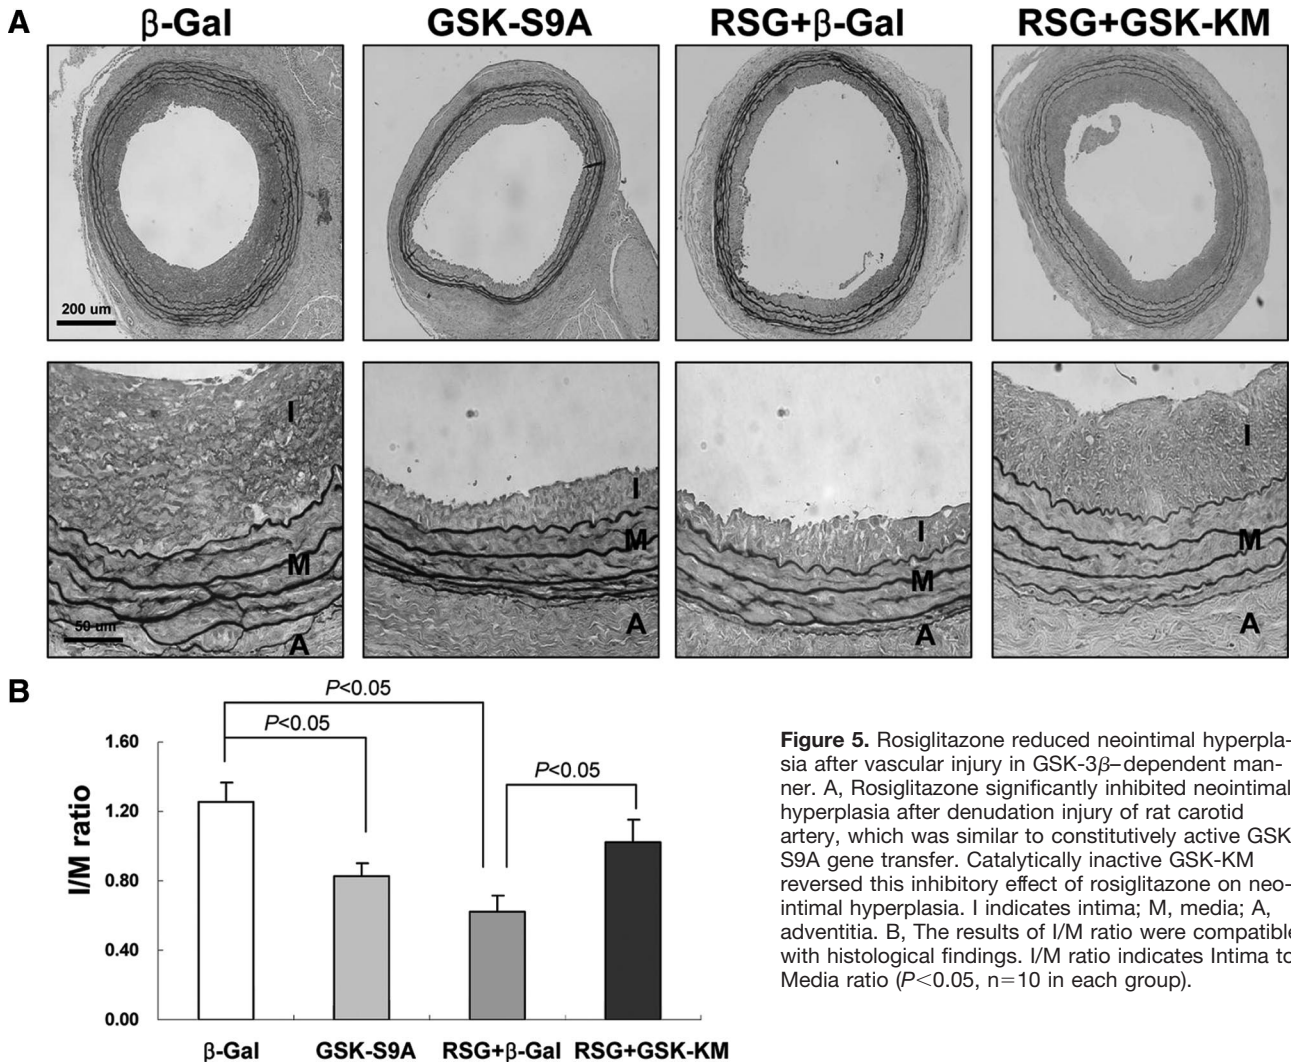 A
β-Gal GSK-S9A RSG+β-Gal RSG+GSK-KM
200 um
I I I I
M M M M
50 um
A A A A
B
P<0.05
P<0.05
P<0.05
1.60
1.20
0.80
0.40
0.00
I/M ratio
β-Gal GSK-S9A RSG+β-Gal RSG+GSK-KM
Figure 5. Rosiglitazone reduced neointimal hyperpla-
sia after vascular injury in GSK-3β–dependent man-
ner. A, Rosiglitazone significantly inhibited neointimal
hyperplasia after denudation injury of rat carotid
artery, which was similar to constitutively active GSK
S9A gene transfer. Catalytically inactive GSK-KM
reversed this inhibitory effect of rosiglitazone on neo-
intimal hyperplasia. I indicates intima; M, media; A,
adventitia. B, The results of I/M ratio were compatible
with histological findings. I/M ratio indicates Intima to
Media ratio (P<0.05, n=10 in each group).